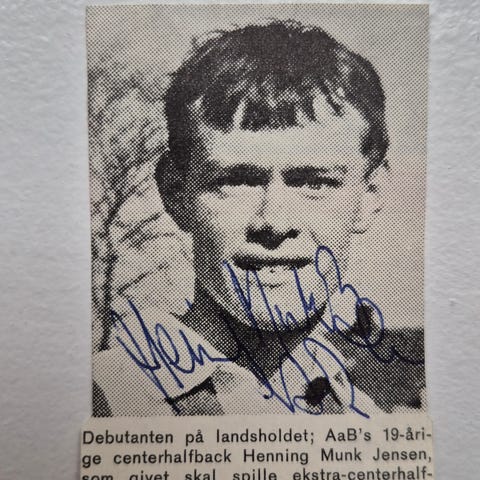 Debutanten på landsholdet; AaB's 19-åri-
ge centerhalfback Henning Munk Jensen,
som givet skal spille ekstra-centerhalf-